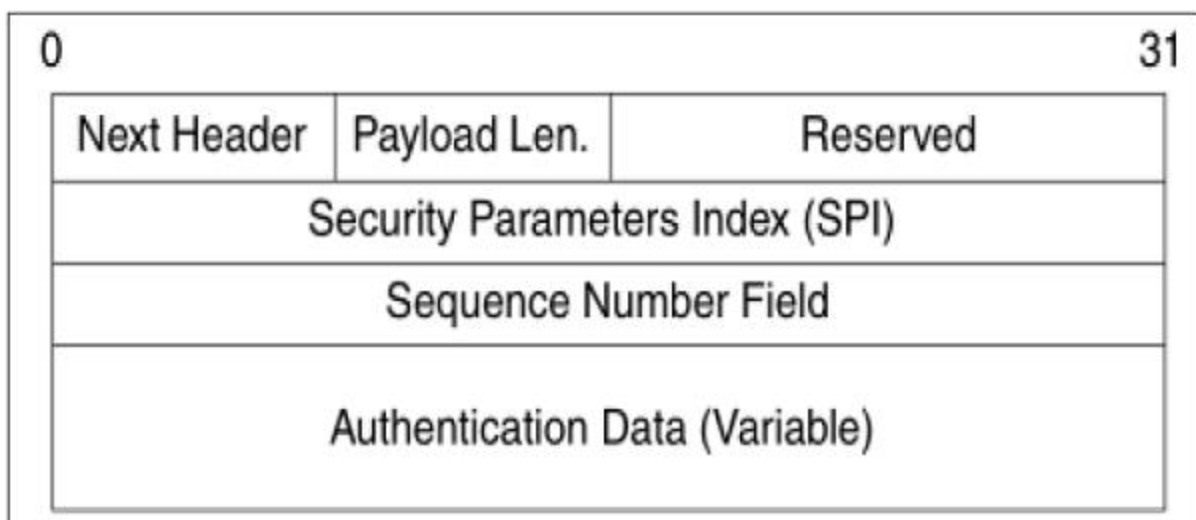 0 31
Next Header Payload Len. Reserved
Security Parameters Index (SPI)
Sequence Number Field
Authentication Data (Variable)